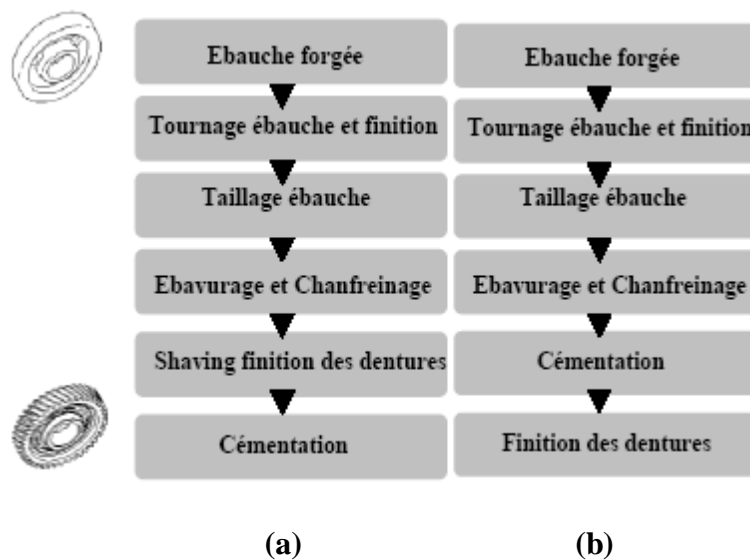 Ebauche forgée
Tournage ébauche et finition
Taillage ébauche
Ebavurage et Chanfreinage
Shaving finition des dentures
Cémentation
(a)
Ebauche forgée
Tournage ébauche et finition
Taillage ébauche
Ebavurage et Chanfreinage
Cémentation
Finition des dentures
(b)